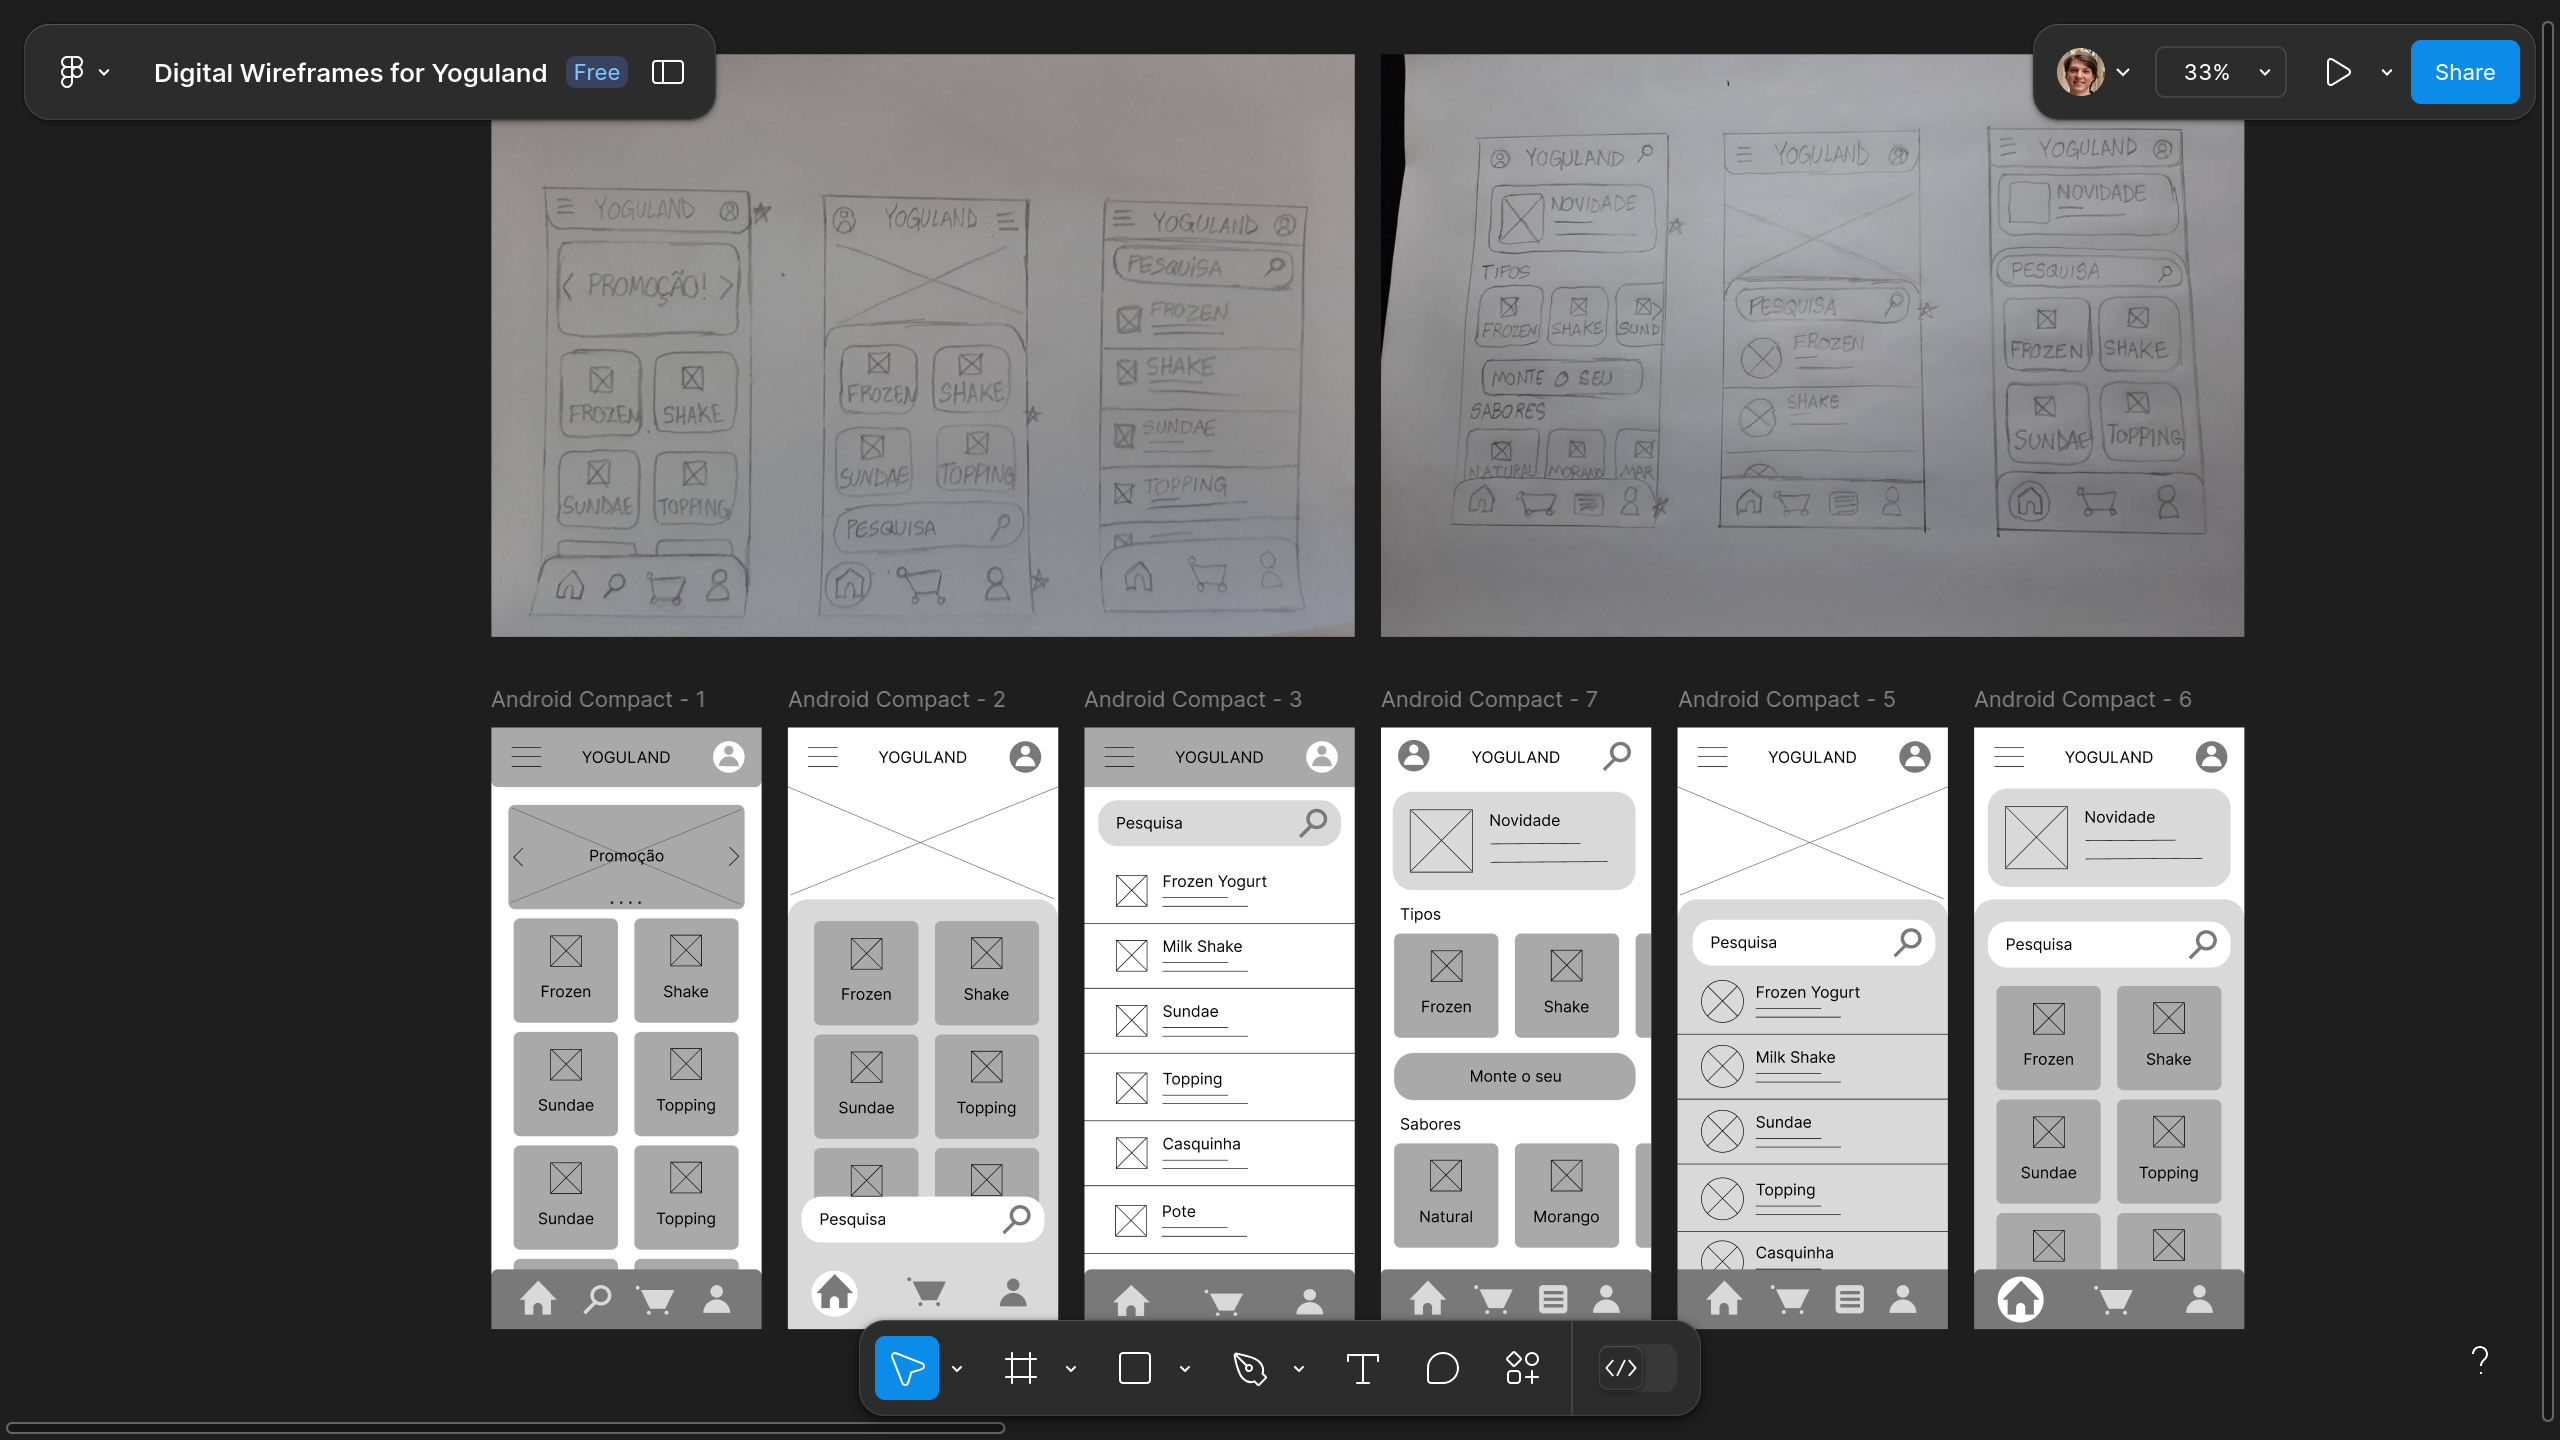 Digital Wireframes for Yoguland
Free
33%
Share
YOGULAND
PROMOÇÃO!
FROZEN
SHAKE
SUNDAE
TOPPING
YOGULAND
FROZEN
SHAKE
SUNDAE
TOPPING
PESQUISA
YOGULAND
PESQUISA
FROZEN
SHAKE
SUNDAE
TOPPING
YOGULAND
NOVIDADE
TIPOS
FROZEN
SHAKE
SUND
MONTE O SEU
SABORES
NATURAL
MORANG
MAR
YOGULAND
PESQUISA
FROZEN
SHAKE
YOGULAND
NOVIDADE
PESQUISA
FROZEN
SHAKE
SUNDAE
TOPPING
Android Compact - 1
YOGULAND
Promoção
Frozen
Shake
Sundae
Topping
Sundae
Topping
Android Compact - 2
YOGULAND
Frozen
Shake
Sundae
Topping
Pesquisa
Android Compact - 3
YOGULAND
Pesquisa
Frozen Yogurt
Milk Shake
Sundae
Topping
Casquinha
Pote
Android Compact - 7
YOGULAND
Novidade
Tipos
Frozen
Shake
Monte o seu
Sabores
Natural
Morango
Android Compact - 5
YOGULAND
Pesquisa
Frozen Yogurt
Milk Shake
Sundae
Topping
Casquinha
Android Compact - 6
YOGULAND
Novidade
Pesquisa
Frozen
Shake
Sundae
Topping